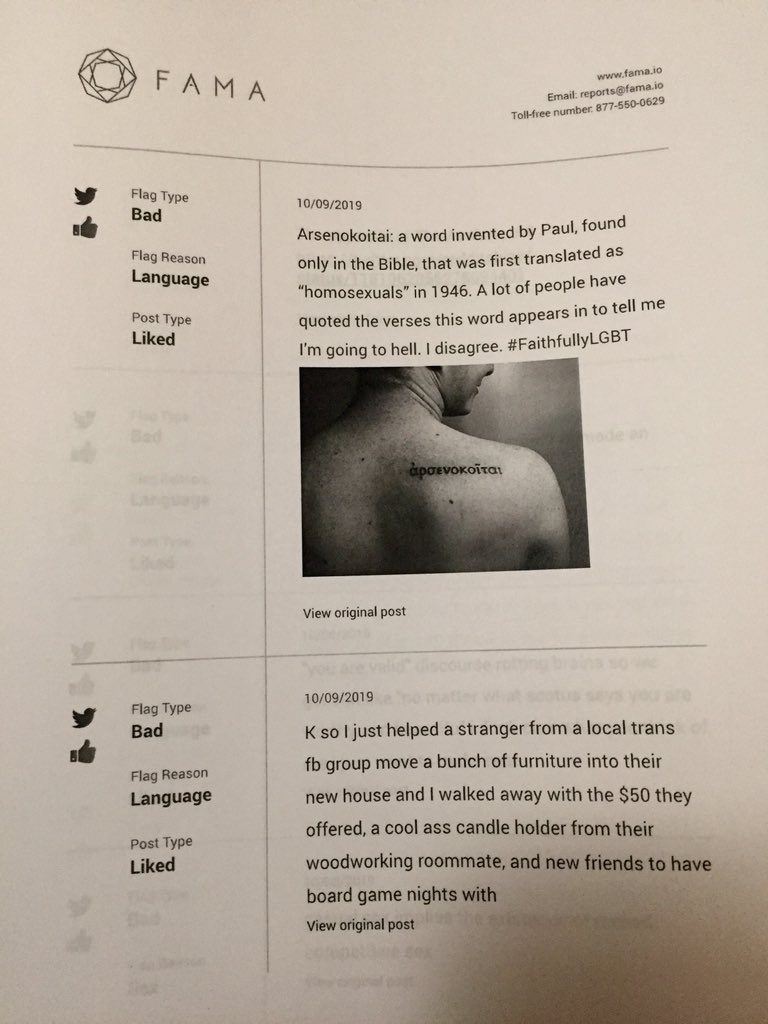 FAMA
www.fama.io
Email: reports@fama.io
Toll-free number: 877-550-0629
Flag Type
Bad
Flag Reason
Language
Post Type
Liked
10/09/2019
Arsenokoitai: a word invented by Paul, found
only in the Bible, that was first translated as
“homosexuals” in 1946. A lot of people have
quoted the verses this word appears in to tell me
I'm going to hell. I disagree. #FaithfullyLGBT
ἀρσενοκοῖται
View original post
Flag Type
Bad
Flag Reason
Language
Post Type
Liked
10/09/2019
K so I just helped a stranger from a local trans
fb group move a bunch of furniture into their
new house and I walked away with the $50 they
offered, a cool ass candle holder from their
woodworking roommate, and new friends to have
board game nights with
View original post